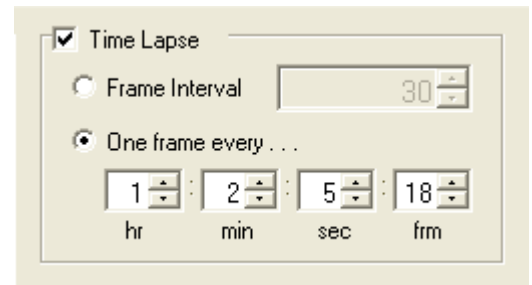 Time Lapse
Frame Interval 30
One frame every . . .
1 : 2 : 5 : 18
hr min sec frm